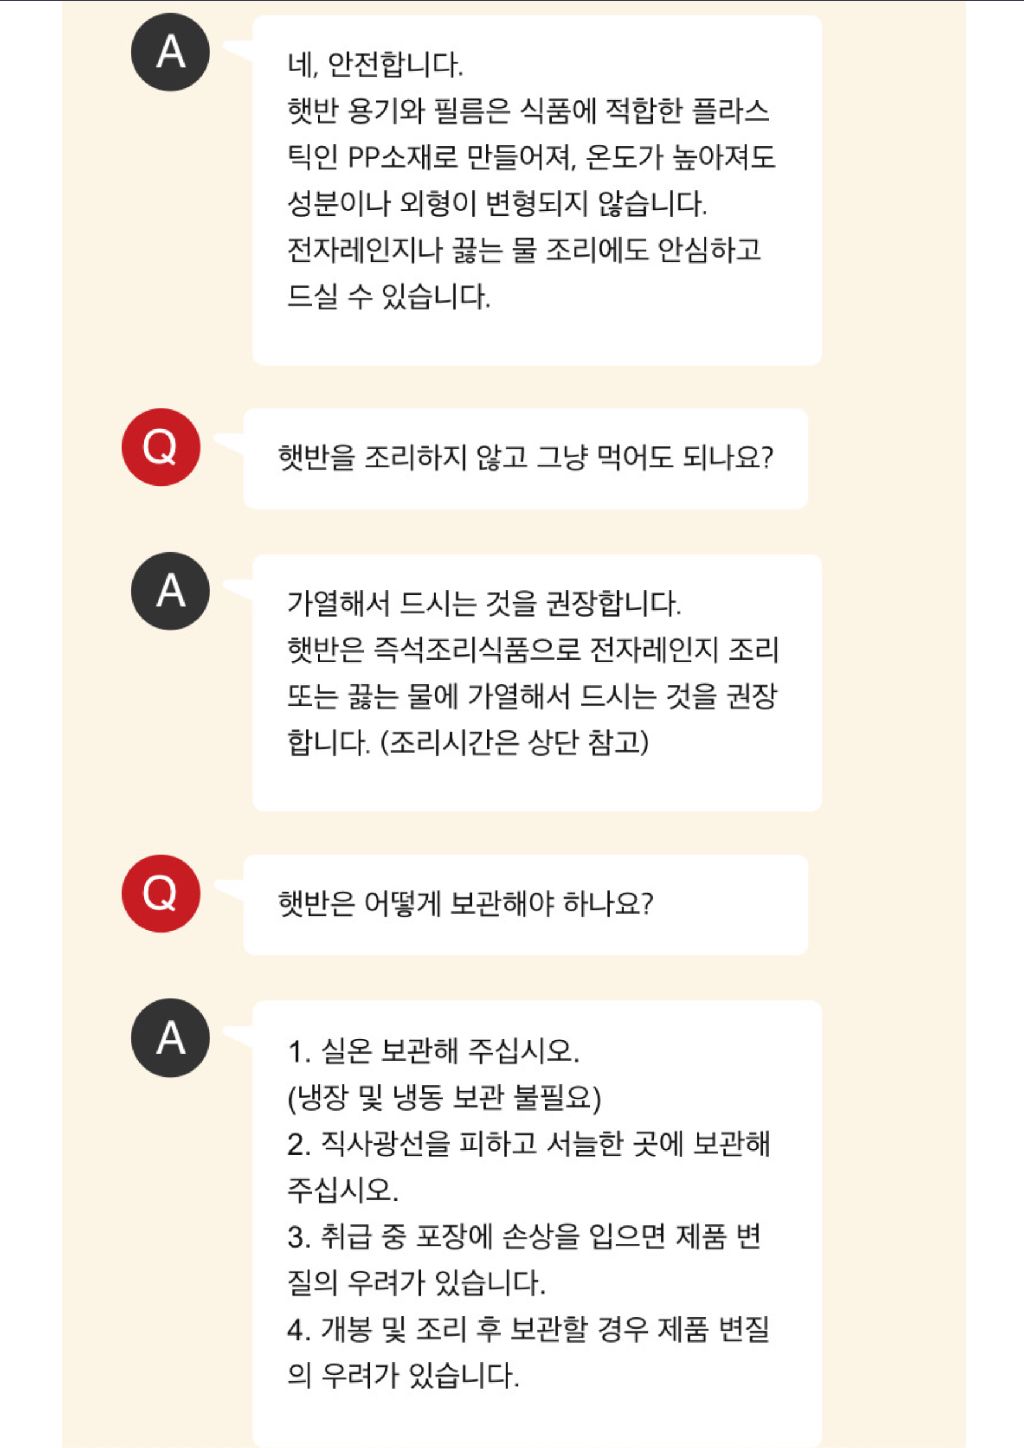 A
네, 안전합니다.
햇반 용기와 필름은 식품에 적합한 플라스
틱인 PP소재로 만들어져, 온도가 높아져도
성분이나 외형이 변형되지 않습니다.
전자레인지나 끓는 물 조리에도 안심하고
드실 수 있습니다.
Q
햇반을 조리하지 않고 그냥 먹어도 되나요?
A
가열해서 드시는 것을 권장합니다.
햇반은 즉석조리식품으로 전자레인지 조리
또는 끓는 물에 가열해서 드시는 것을 권장
합니다. (조리시간은 상단 참고)
Q
햇반은 어떻게 보관해야 하나요?
A
1. 실온 보관해 주십시오.
(냉장 및 냉동 보관 불필요)
2. 직사광선을 피하고 서늘한 곳에 보관해
주십시오.
3. 취급 중 포장에 손상을 입으면 제품 변
질의 우려가 있습니다.
4. 개봉 및 조리 후 보관할 경우 제품 변질
의 우려가 있습니다.